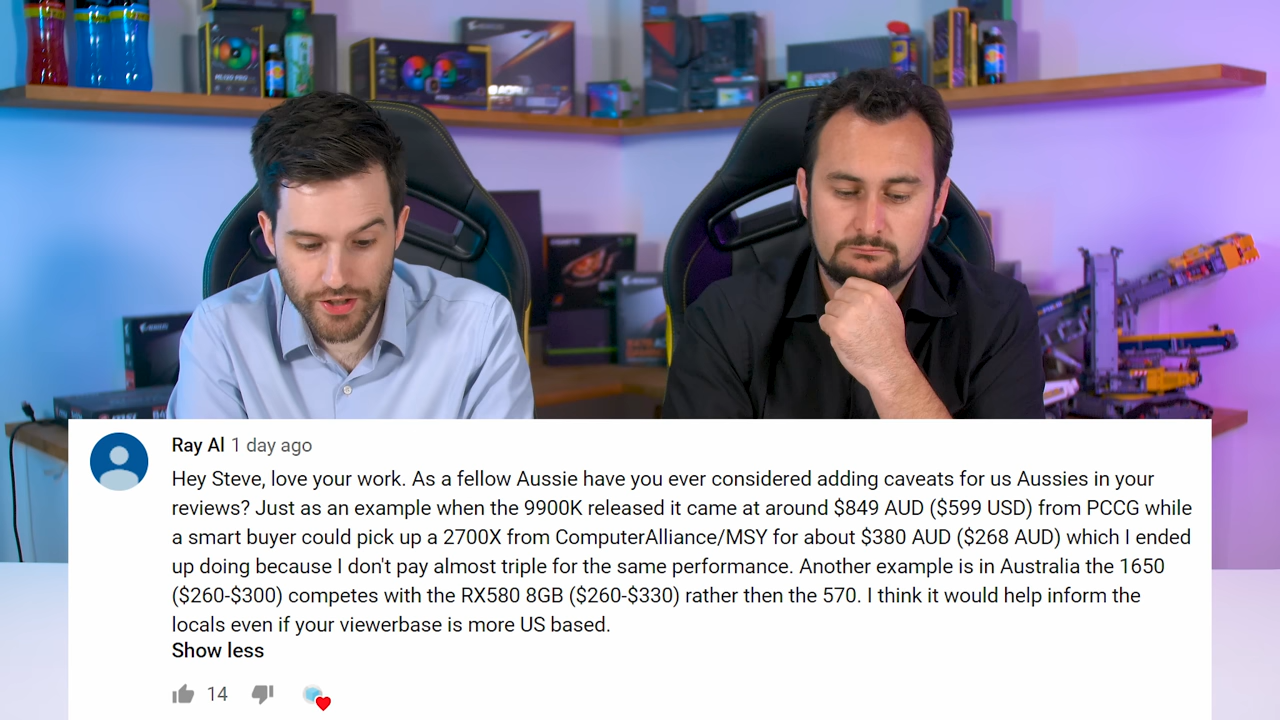 Ray Al 1 day ago
Hey Steve, love your work. As a fellow Aussie have you ever considered adding caveats for us Aussies in your
reviews? Just as an example when the 9900K released it came at around $849 AUD ($599 USD) from PCCG while
a smart buyer could pick up a 2700X from ComputerAlliance/MSY for about $380 AUD ($268 AUD) which I ended
up doing because I don't pay almost triple for the same performance. Another example is in Australia the 1650
($260-$300) competes with the RX580 8GB ($260-$330) rather then the 570. I think it would help inform the
locals even if your viewerbase is more US based.
Show less
14